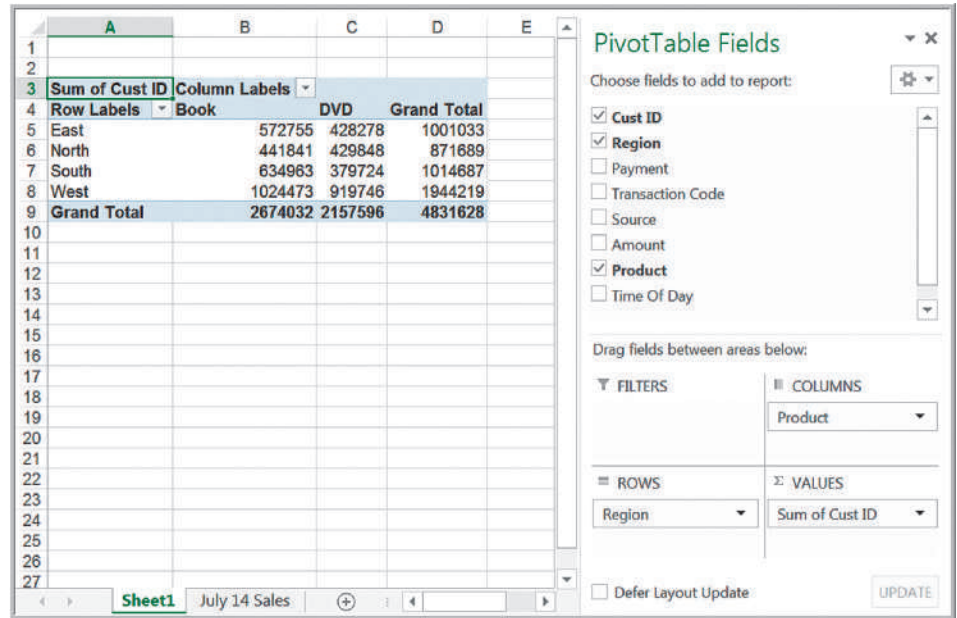 A B C D E
1
2
3 Sum of Cust ID Column Labels
4 Row Labels Book DVD Grand Total
5 East 572755 428278 1001033
6 North 441841 429848 871689
7 South 634963 379724 1014687
8 West 1024473 919746 1944219
9 Grand Total 2674032 2157596 4831628
10
11
12
13
14
15
16
17
18
19
20
21
22
23
24
25
26
27
Sheet1 July 14 Sales
PivotTable Fields
Choose fields to add to report:
Cust ID
Region
Payment
Transaction Code
Source
Amount
Product
Time Of Day
Drag fields between areas below:
FILTERS COLUMNS
Product
ROWS Σ VALUES
Region Sum of Cust ID
Defer Layout Update UPDATE